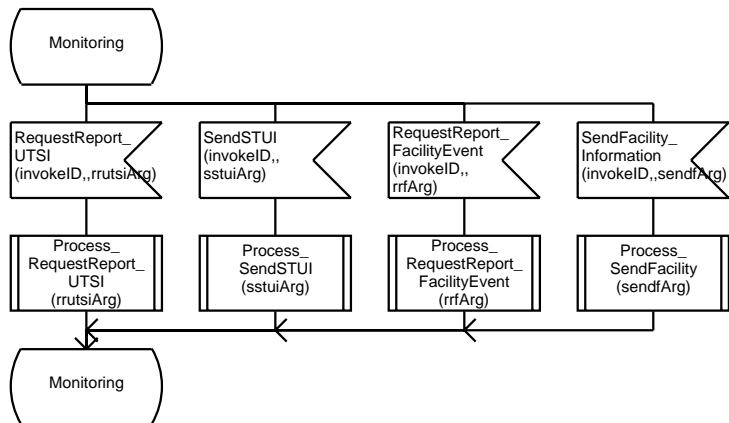 Monitoring
RequestReport_
UTSI
(invokeID,,rrutsiArg)
SendSTUI
(invokeID,,
sstuiArg)
RequestReport_
FacilityEvent
(invokeID,,
rrfArg)
SendFacility_
Information
(invokeID,,sendfArg)
Process_
RequestReport_
UTSI
(rrutsiArg)
Process_
SendSTUI
(sstuiArg)
Process_
RequestReport_
FacilityEvent
(rrfArg)
Process_
SendFacility
(sendfArg)
Monitoring